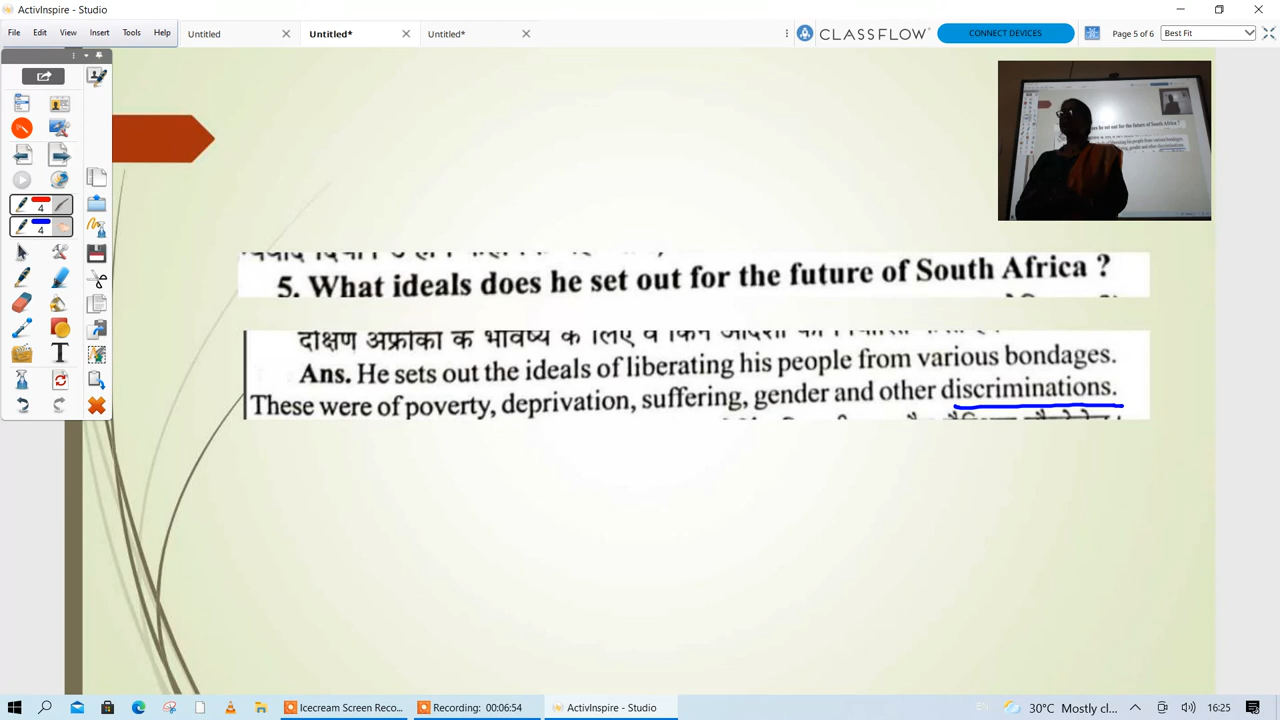 ActivInspire - Studio
File Edit View Insert Tools Help
Untitled
Untitled*
Untitled*
CLASSFLOW
CONNECT DEVICES
Page 5 of 6
Best Fit
4
4
5. What ideals does he set out for the future of South Africa ?
Ans. He sets out the ideals of liberating his people from various bondages.
These were of poverty, deprivation, suffering, gender and other discriminations.
Icecream Screen Reco...
Recording: 00:06:54
ActivInspire - Studio
30°C Mostly cl...
16:25